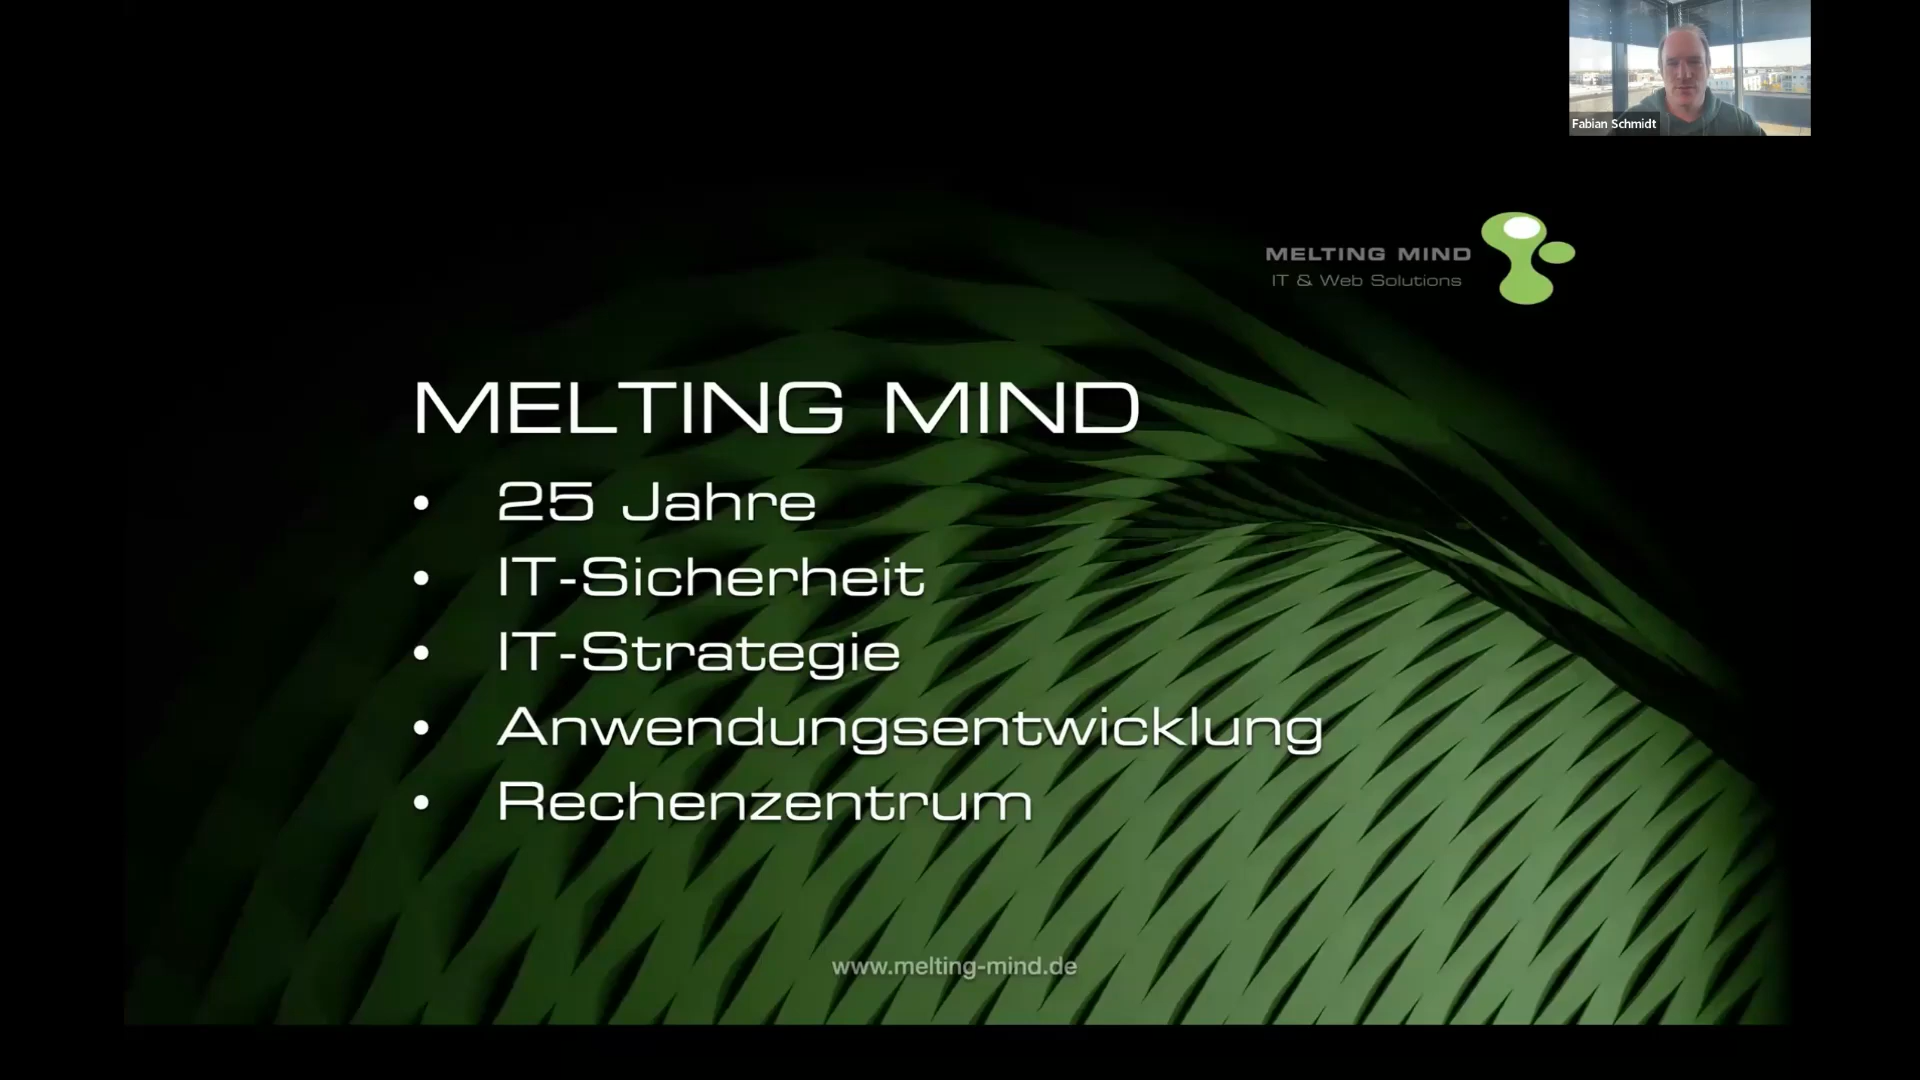 Fabian Schmidt
MELTING MIND
IT & Web Solutions
MELTING MIND
• 25 Jahre
• IT-Sicherheit
• IT-Strategie
• Anwendungsentwicklung
• Rechenzentrum
www.melting-mind.de